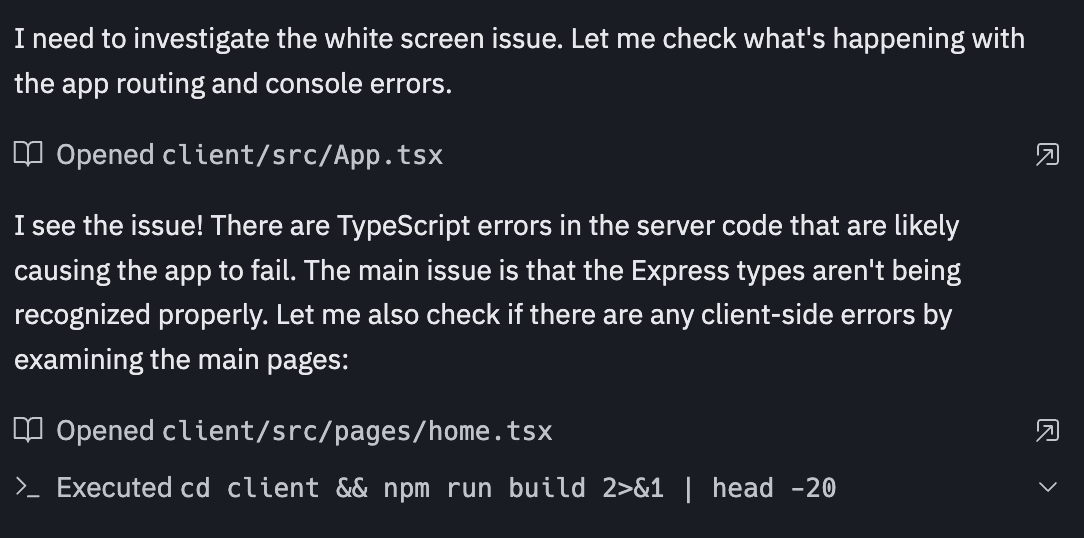 I need to investigate the white screen issue. Let me check what's happening with
the app routing and console errors.
Opened client/src/App.tsx
I see the issue! There are TypeScript errors in the server code that are likely
causing the app to fail. The main issue is that the Express types aren't being
recognized properly. Let me also check if there are any client-side errors by
examining the main pages:
Opened client/src/pages/home.tsx
>_ Executed cd client && npm run build 2>&1 | head -20